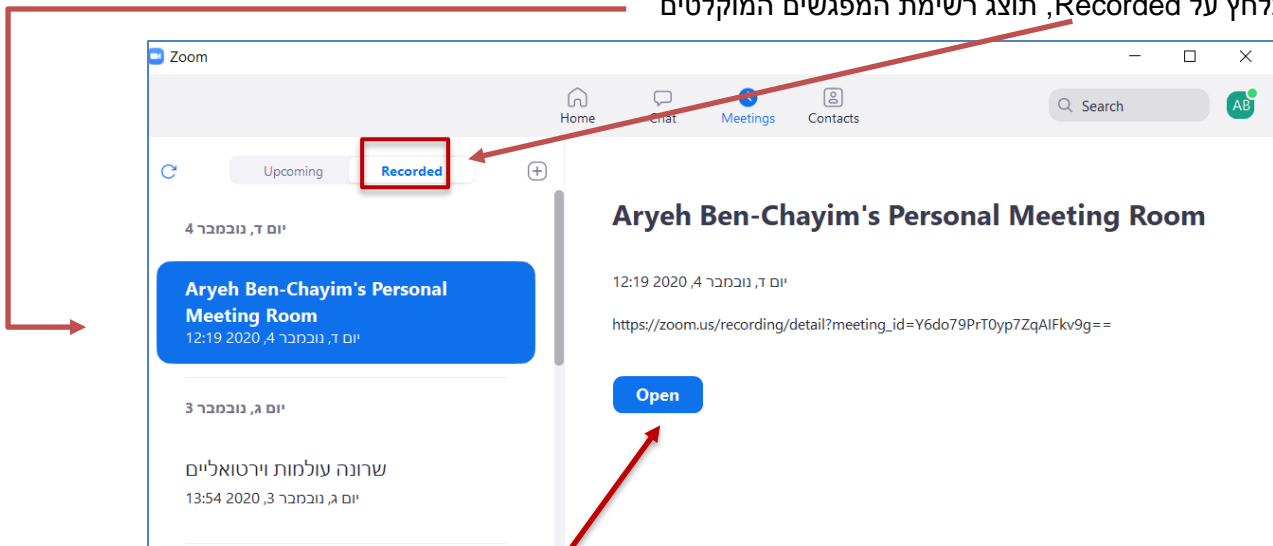 נלחץ על Recorded, תוצג רשימת המפגשים המוקלטים
Zoom
Home
Chat
Meetings
Contacts
Search
AB
Upcoming
Recorded
יום ד, נובמבר 4
Aryeh Ben-Chayim's Personal
Meeting Room
יום ד, נובמבר 4, 2020 12:19
יום ג, נובמבר 3
שרונה עולמות וירטואליים
יום ג, נובמבר 3, 2020 13:54
Aryeh Ben-Chayim's Personal Meeting Room
יום ד, נובמבר 4, 2020 12:19
https://zoom.us/recording/detail?meeting_id=Y6do79PrT0yp7ZqAIFkv9g==
Open